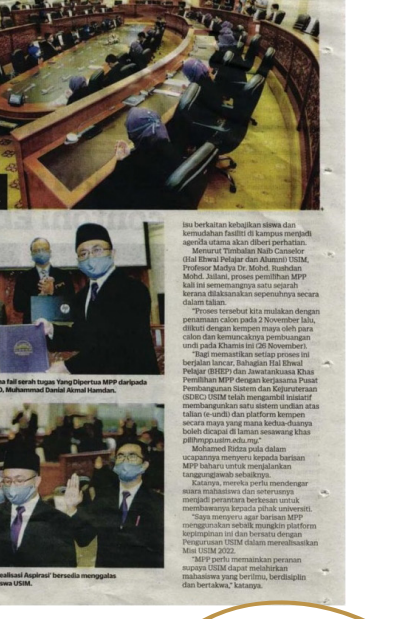 isu berkaitan kebajikan siswa dan
kemudahan fasiliti di kampus menjadi
agenda utama akan diberi perhatian.
Menurut Timbalan Naib Canselor
(Hal Ehwal Pelajar dan Alumni) USIM,
Profesor Madya Dr. Mohd. Rushdan
Mohd. Jailani, proses pemilihan MPP
kali ini sememangnya satu sejarah
kerana dilaksanakan sepenuhnya secara
dalam talian.
"Proses tersebut kita mulakan dengan
penamaan calon pada 2 November lalu,
diikuti dengan kempen maya oleh para
calon dan kemuncaknya pembuangan
undi pada Khamis ini (26 November).
"Bagi memastikan setiap proses ini
berjalan lancar, Bahagian Hal Ehwal
Pelajar (BHEP) dan Jawatankuasa Khas
Pemilihan MPP dengan kerjasama Pusat
Pembangunan Sistem dan Kejuruteraan
(SDEC) USIM telah mengambil inisiatif
membangunkan satu sistem undian atas
talian (e-undi) dan platform kempen
secara maya yang mana kedua-duanya
boleh dicapai di laman sesawang khas
pilihmpp.usim.edu.my."
Mohamed Ridza pula dalam
ucapannya menyeru kepada barisan
MPP baharu untuk menjalankan
tanggungjawab sebaiknya.
Katanya, mereka perlu mendengar
suara mahasiswa dan seterusnya
menjadi perantara berkesan untuk
membawanya kepada pihak universiti.
"Saya menyeru agar barisan MPP
menggunakan sebaik mungkin platform
kepimpinan ini dan bersatu dengan
Pengurusan USIM dalam merealisasikan
Misi USIM 2022.
"MPP perlu memainkan peranan
supaya USIM dapat melahirkan
mahasiswa yang berilmu, berdisiplin
dan bertakwa," katanya.
a fail serah tugas Yang Dipertua MPP daripada
Muhammad Danial Akmal Hamdan.
ealisasi Aspirasi' bersedia menggalas
swa USIM.